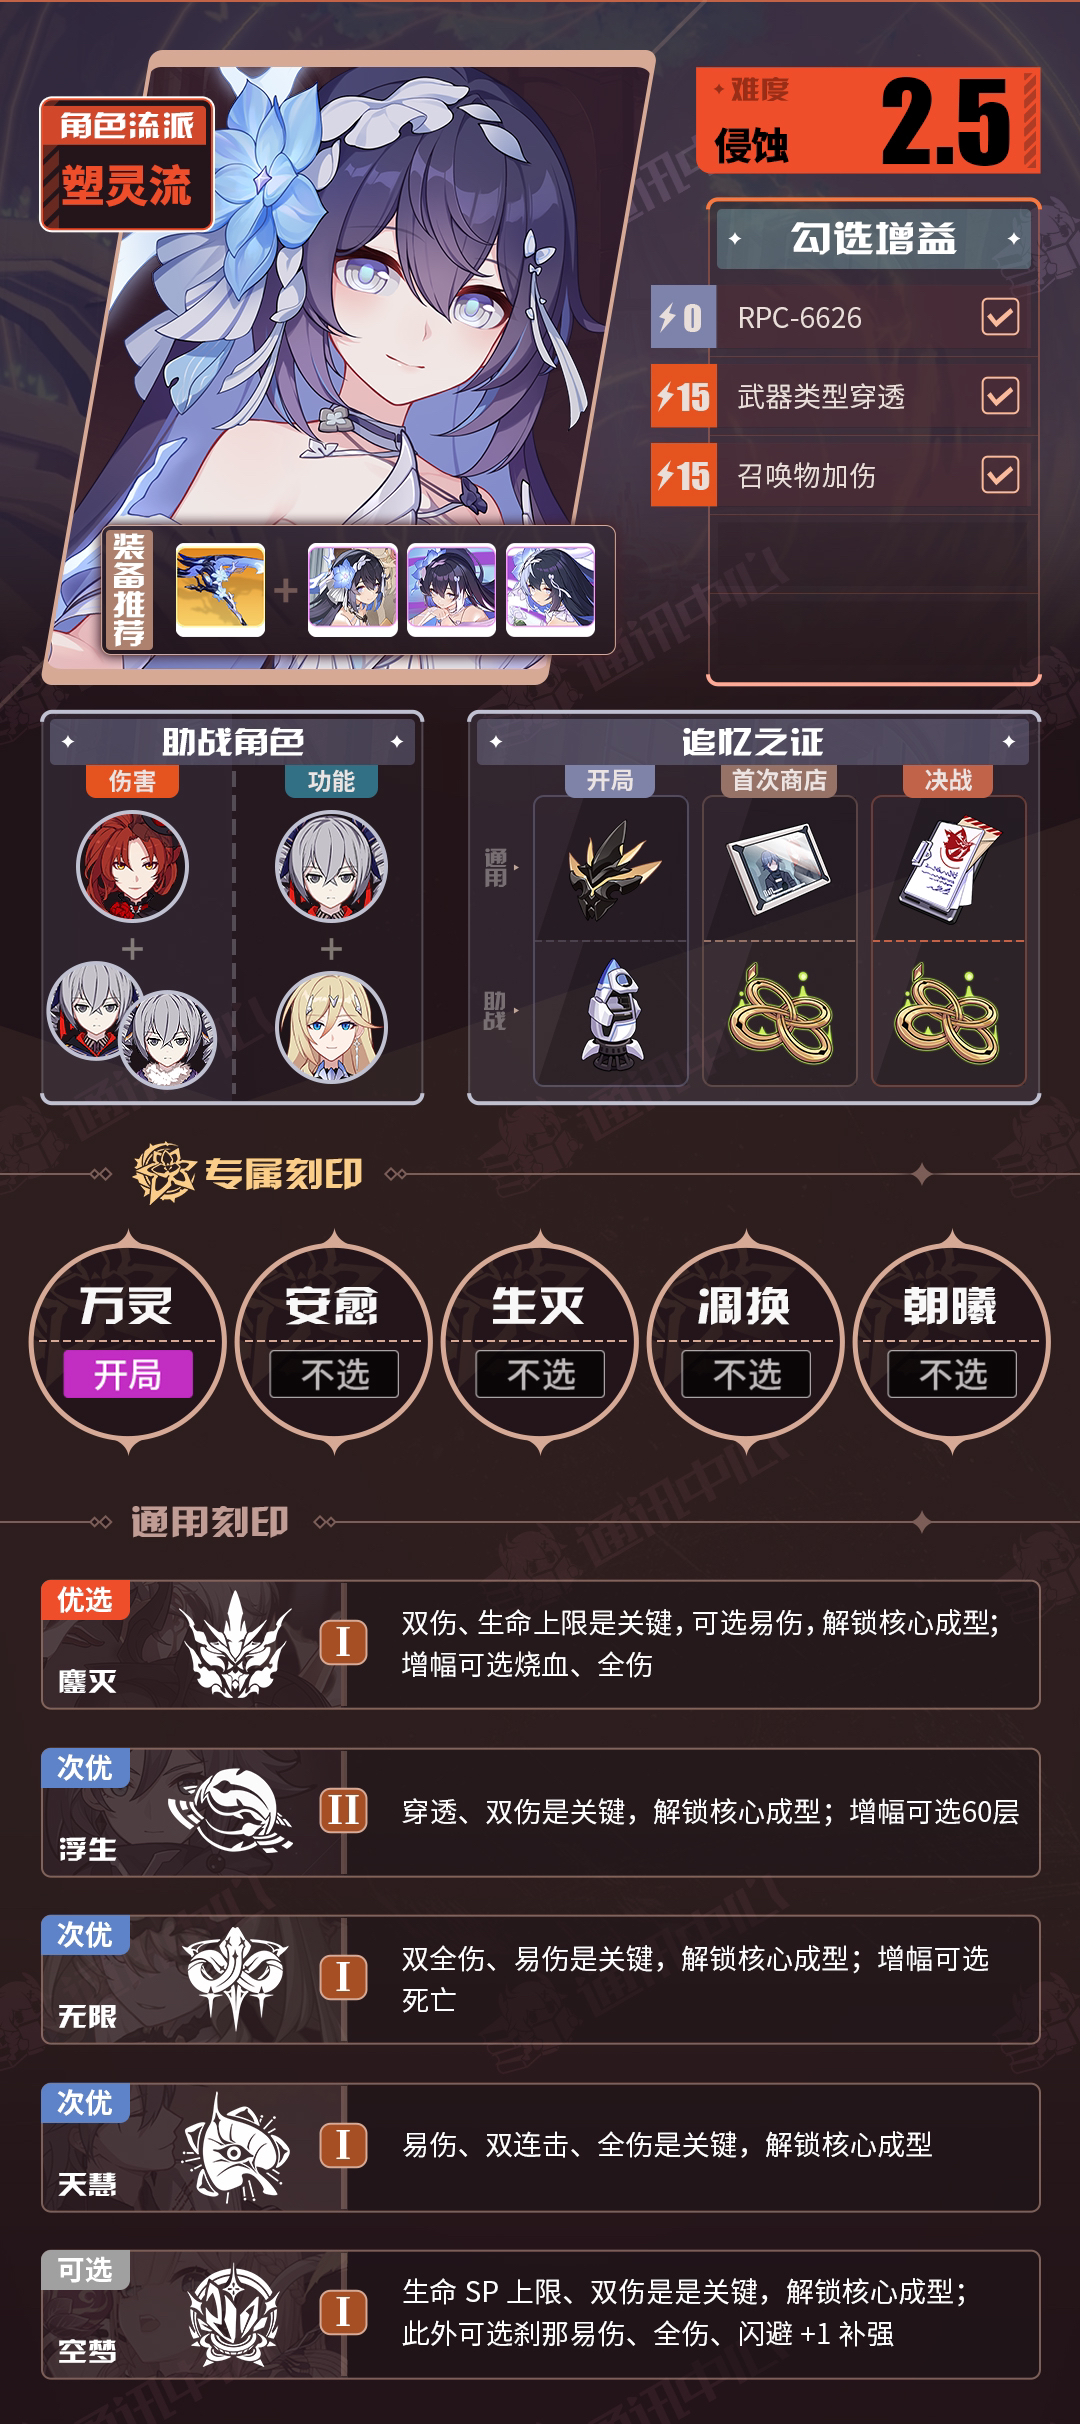 角色流派
塑灵流
难度
侵蚀
2.5
勾选增益
0
RPC-6626
15
武器类型穿透
15
召唤物加伤
装备推荐
助战角色
伤害
功能
追忆之证
开局
首次商店
决战
通用
助战
专属刻印
万灵
开局
安愈
不选
生灭
不选
凋换
不选
朝曦
不选
通用刻印
优选
鏖灭
I
双伤、生命上限是关键，可选易伤，解锁核心成型；
增幅可选烧血、全伤
次优
浮生
II
穿透、双伤是关键，解锁核心成型；增幅可选60层
次优
无限
I
双全伤、易伤是关键，解锁核心成型；增幅可选
死亡
次优
天慧
I
易伤、双连击、全伤是关键，解锁核心成型
可选
空梦
I
生命 SP 上限、双伤是是关键，解锁核心成型；
此外可选刹那易伤、全伤、闪避 +1 补强
通讯中心